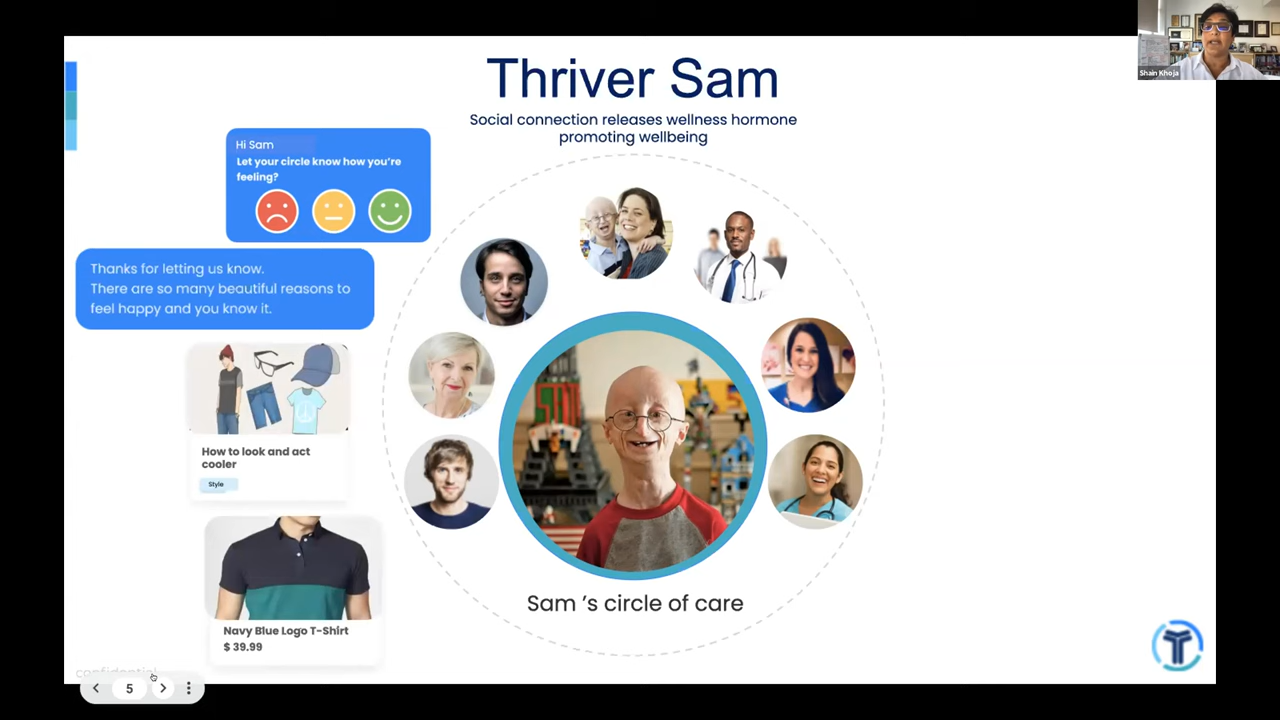 Thriver Sam
Social connection releases wellness hormone
promoting wellbeing
Shain Khoja
Hi Sam
Let your circle know how you're
feeling?
Thanks for letting us know.
There are so many beautiful reasons to
feel happy and you know it.
How to look and act
cooler
Style
Navy Blue Logo T-Shirt
$ 39.99
Sam 's circle of care
confidential
5